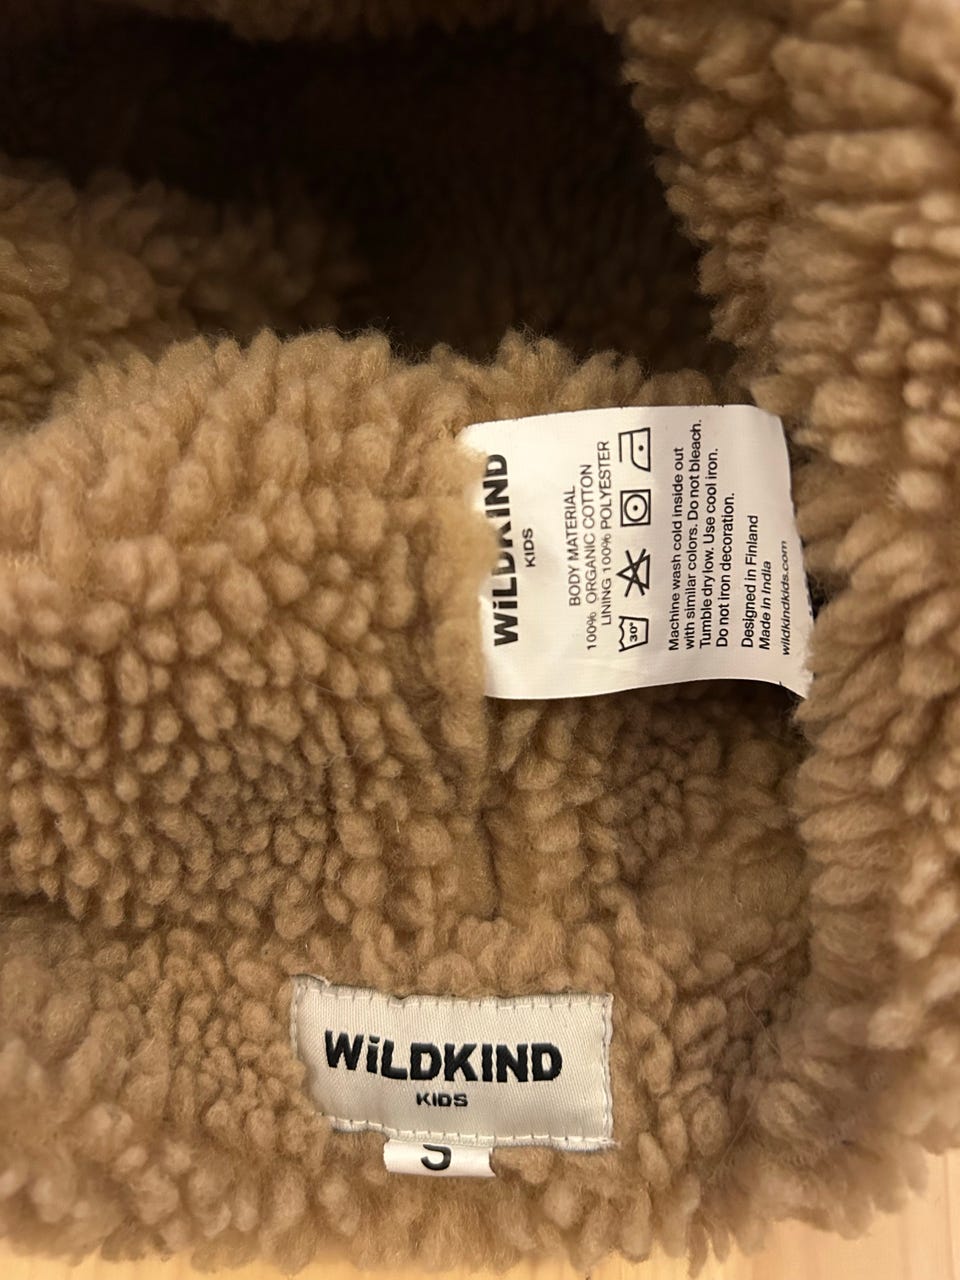 WiLDKIND
KIDS
BODY MATERIAL
100% ORGANIC COTTON
LINING 100% POLYESTER
30°
Machine wash cold inside out
with similar colors. Do not bleach.
Tumble dry low. Use cool iron.
Do not iron decoration.
Designed in Finland
Made in India
wildkindkids.com
WiLDKIND
KIDS